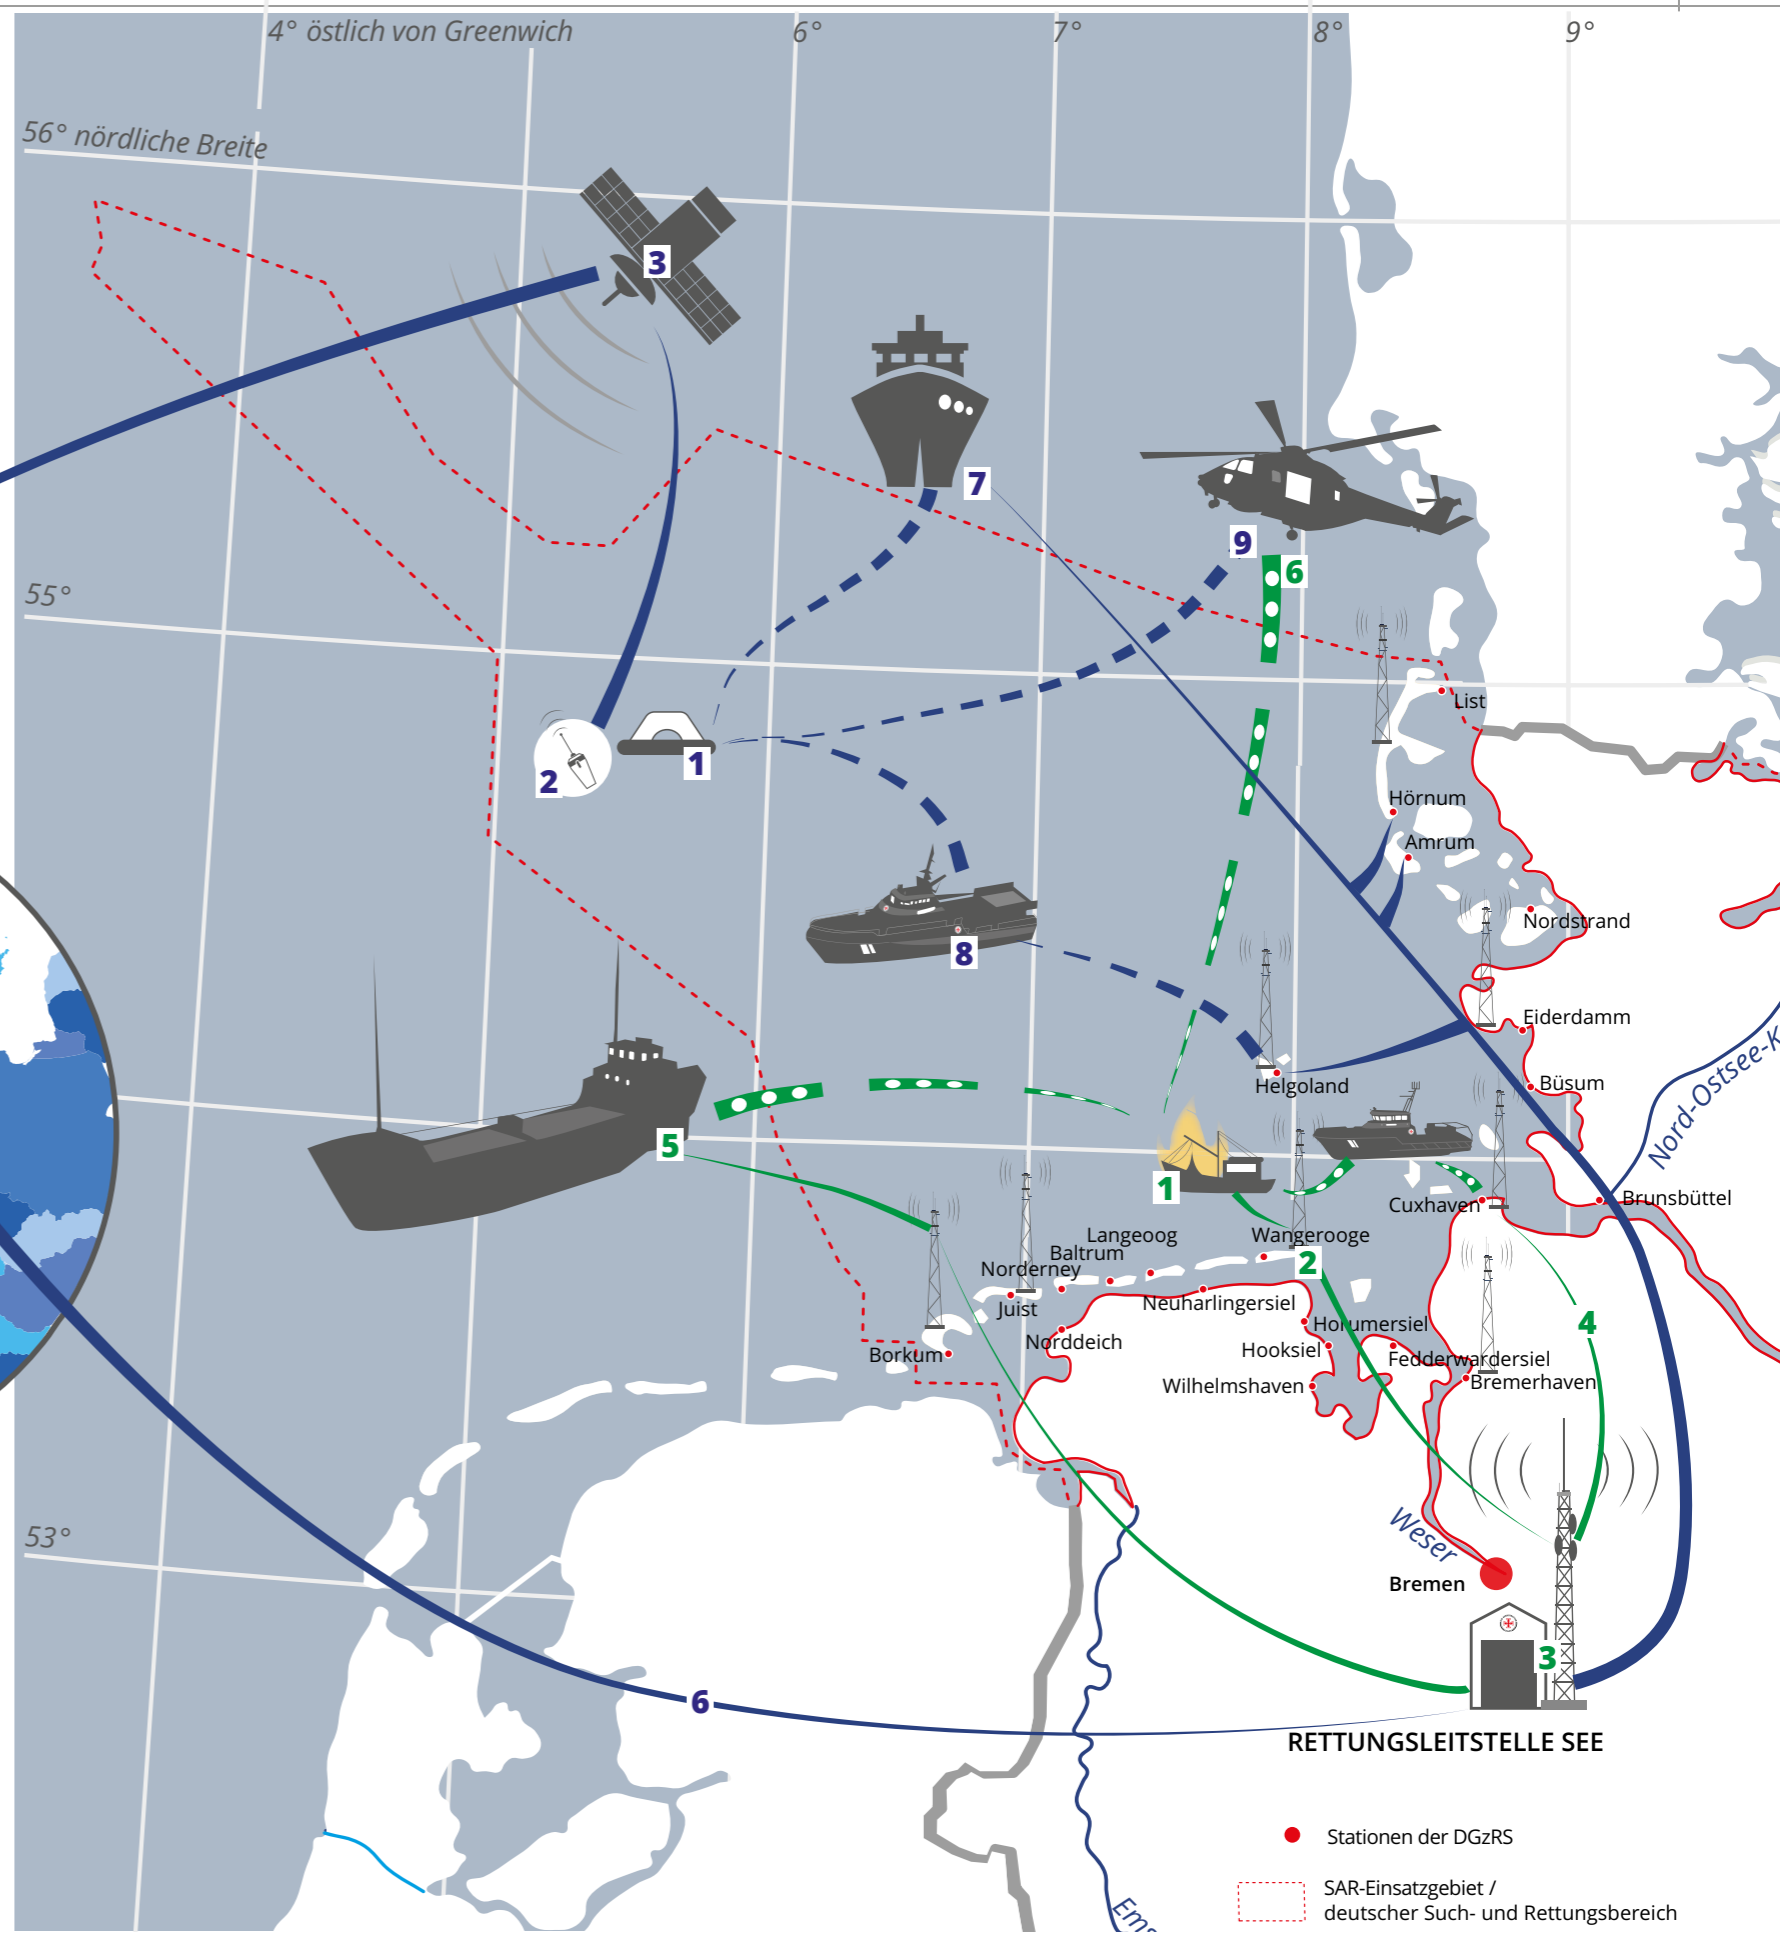 4° östlich von Greenwich
6°
7°
8°
9°
56° nördliche Breite
3
7
9
6
55°
List
1
2
Hörnum
Amrum
Nordstrand
8
Eiderdamm
Helgoland
Büsum
Nord-Ostsee-K
5
1
Cuxhaven
Brunsbüttel
Langeoog
Wangerooge
Baltrum
2
Norderney
Juist
Neuharlingersiel
Horumersiel
4
Norddeich
Hooksiel
Borkum
Fedderwardersiel
Wilhelmshaven
Bremerhaven
53°
Weser
Bremen
3
6
RETTUNGSLEITSTELLE SEE
Stationen der DGzRS
SAR-Einsatzgebiet /
deutscher Such- und Rettungsbereich
Ems